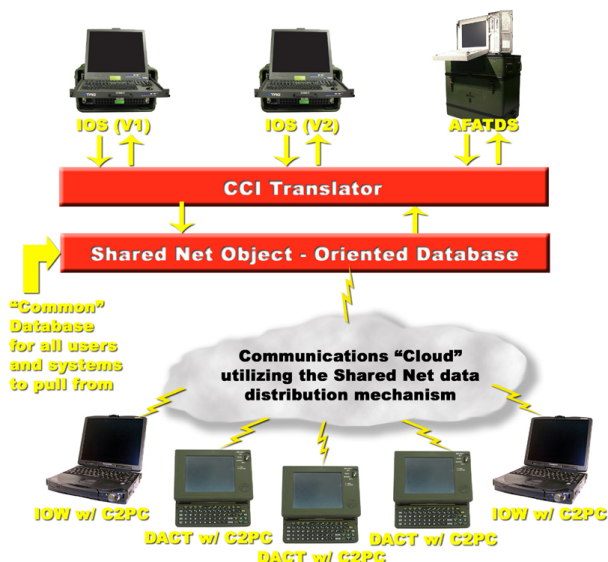 IOS (V1)
IOS (V2)
AFATDS
CCI Translator
Shared Net Object - Oriented Database
“Common”
Database
for all users
and systems
to pull from
Communications “Cloud”
utilizing the Shared Net data
distribution mechanism
IOW w/ C2PC
DACT w/ C2PC
DACT w/ C2PC
DACT w/ C2PC
IOW w/ C2PC